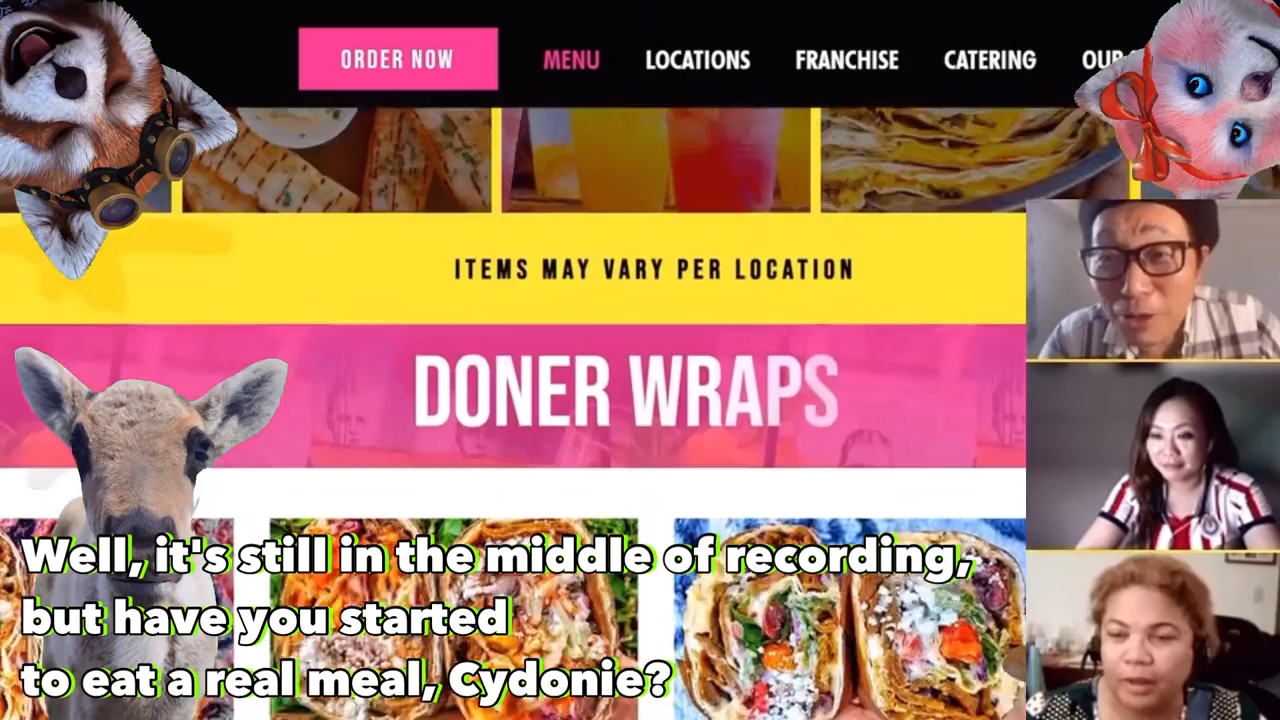 ORDER NOW MENU LOCATIONS FRANCHISE CATERING OUR
ITEMS MAY VARY PER LOCATION
DONER WRAPS
Well, it's still in the middle of recording,
but have you started
to eat a real meal, Cydonie?